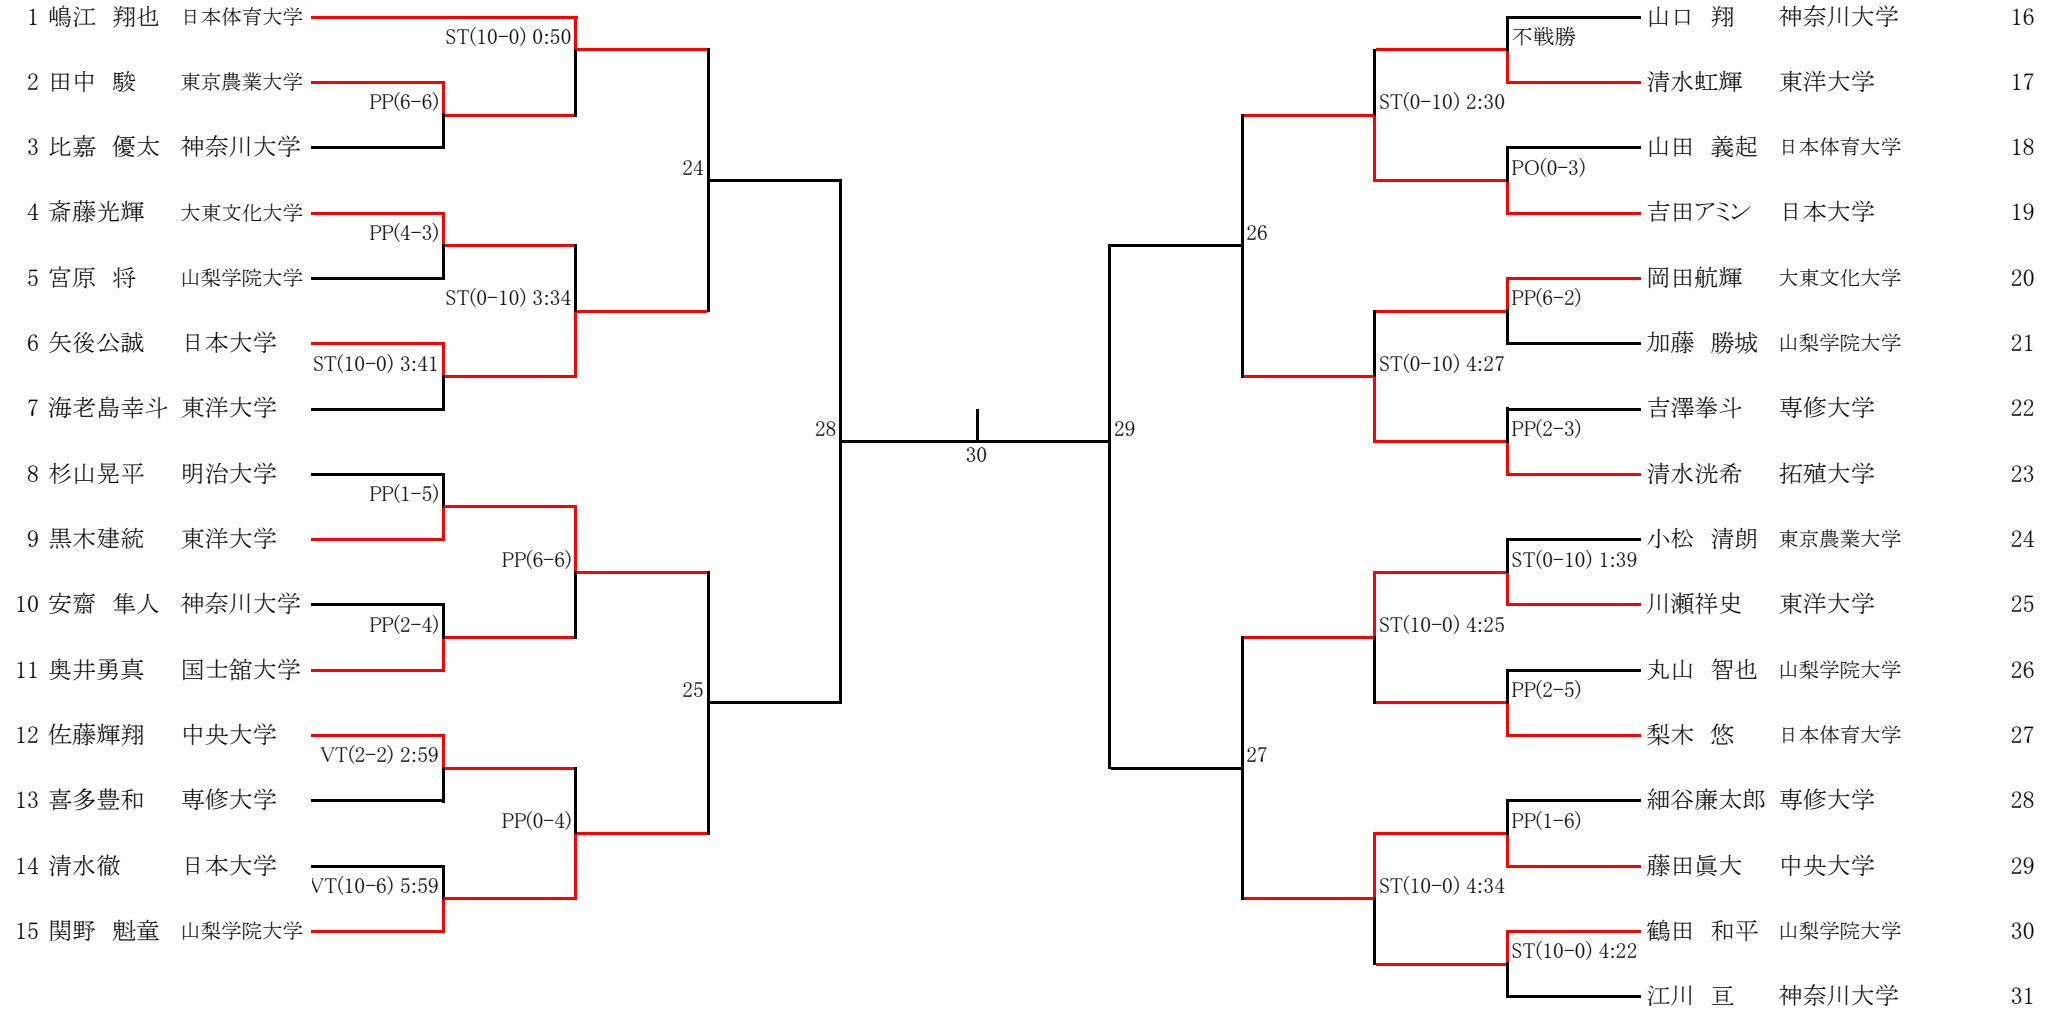 1 嶋江 翔也 日本体育大学
ST(10-0) 0:50
2 田中 駿 東京農業大学
PP(6-6)
3 比嘉 優太 神奈川大学
24
4 斎藤光輝 大東文化大学
PP(4-3)
5 宮原 将 山梨学院大学
ST(0-10) 3:34
6 矢後公誠 日本大学
ST(10-0) 3:41
7 海老島幸斗 東洋大学
28
8 杉山晃平 明治大学
PP(1-5)
9 黒木建統 東洋大学
PP(6-6)
10 安齋 隼人 神奈川大学
PP(2-4)
11 奥井勇真 国士舘大学
25
12 佐藤輝翔 中央大学
VT(2-2) 2:59
13 喜多豊和 専修大学
PP(0-4)
14 清水徹 日本大学
VT(10-6) 5:59
15 関野 魁童 山梨学院大学
30
山口 翔 神奈川大学 16
不戦勝
清水虹輝 東洋大学 17
ST(0-10) 2:30
山田 義起 日本体育大学 18
PO(0-3)
吉田アミン 日本大学 19
26
岡田航輝 大東文化大学 20
PP(6-2)
加藤 勝城 山梨学院大学 21
ST(0-10) 4:27
吉澤拳斗 専修大学 22
PP(2-3)
29
清水洸希 拓殖大学 23
小松 清朗 東京農業大学 24
ST(0-10) 1:39
川瀬祥史 東洋大学 25
ST(10-0) 4:25
丸山 智也 山梨学院大学 26
PP(2-5)
梨木 悠 日本体育大学 27
27
細谷廉太郎 専修大学 28
PP(1-6)
藤田眞大 中央大学 29
ST(10-0) 4:34
鶴田 和平 山梨学院大学 30
ST(10-0) 4:22
江川 亘 神奈川大学 31